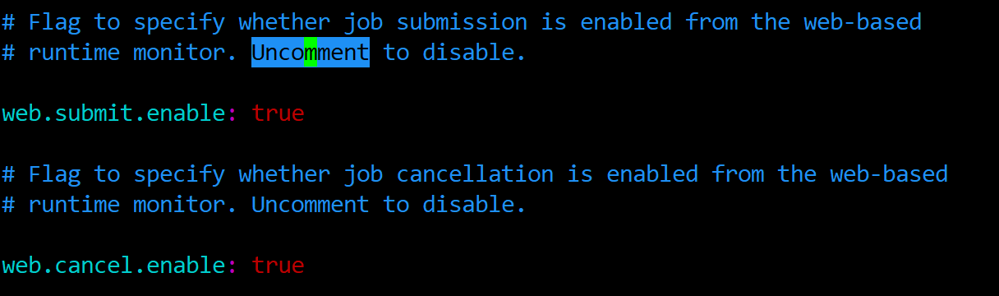 # Flag to specify whether job submission is enabled from the web-based
# runtime monitor. Uncomment to disable.
web.submit.enable: true
# Flag to specify whether job cancellation is enabled from the web-based
# runtime monitor. Uncomment to disable.
web.cancel.enable: true